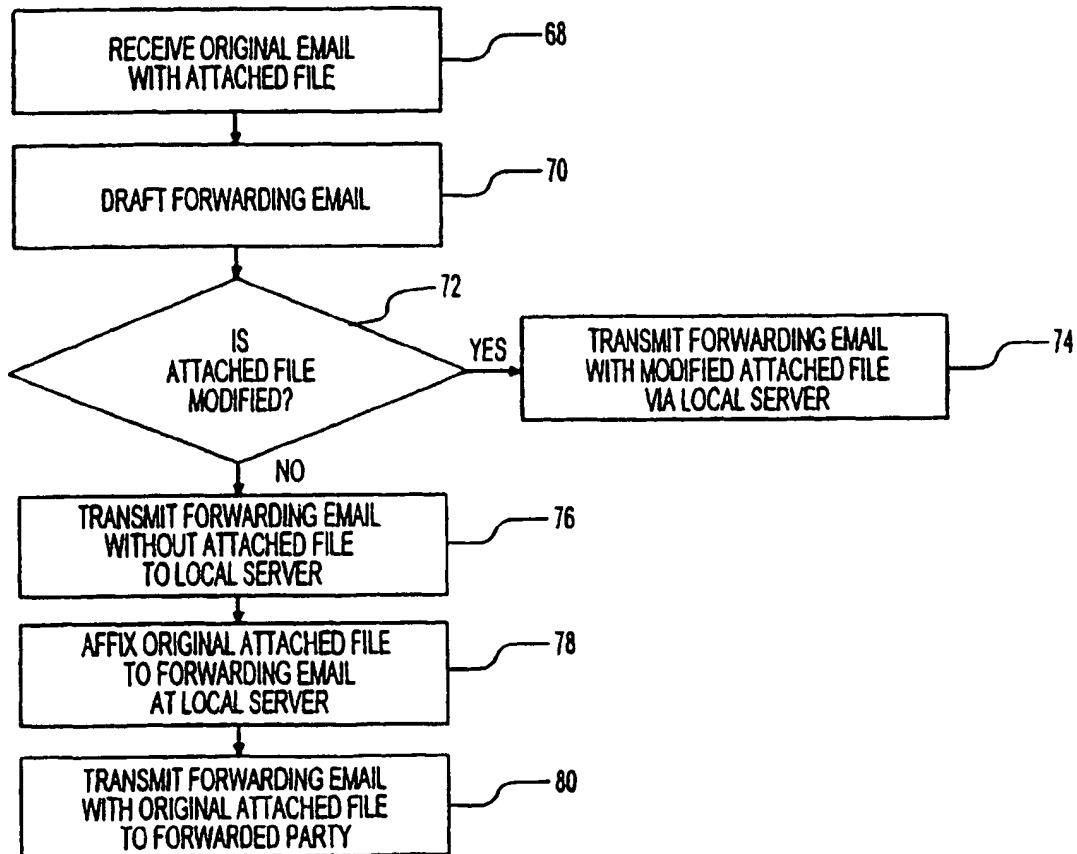 RECEIVE ORIGINAL EMAIL
WITH ATTACHED FILE
68
DRAFT FORWARDING EMAIL
70
72
IS
ATTACHED FILE
MODIFIED?
YES
TRANSMIT FORWARDING EMAIL
WITH MODIFIED ATTACHED FILE
VIA LOCAL SERVER
74
NO
TRANSMIT FORWARDING EMAIL
WITHOUT ATTACHED FILE
TO LOCAL SERVER
76
AFFIX ORIGINAL ATTACHED FILE
TO FORWARDING EMAIL
AT LOCAL SERVER
78
TRANSMIT FORWARDING EMAIL
WITH ORIGINAL ATTACHED FILE
TO FORWARDED PARTY
80